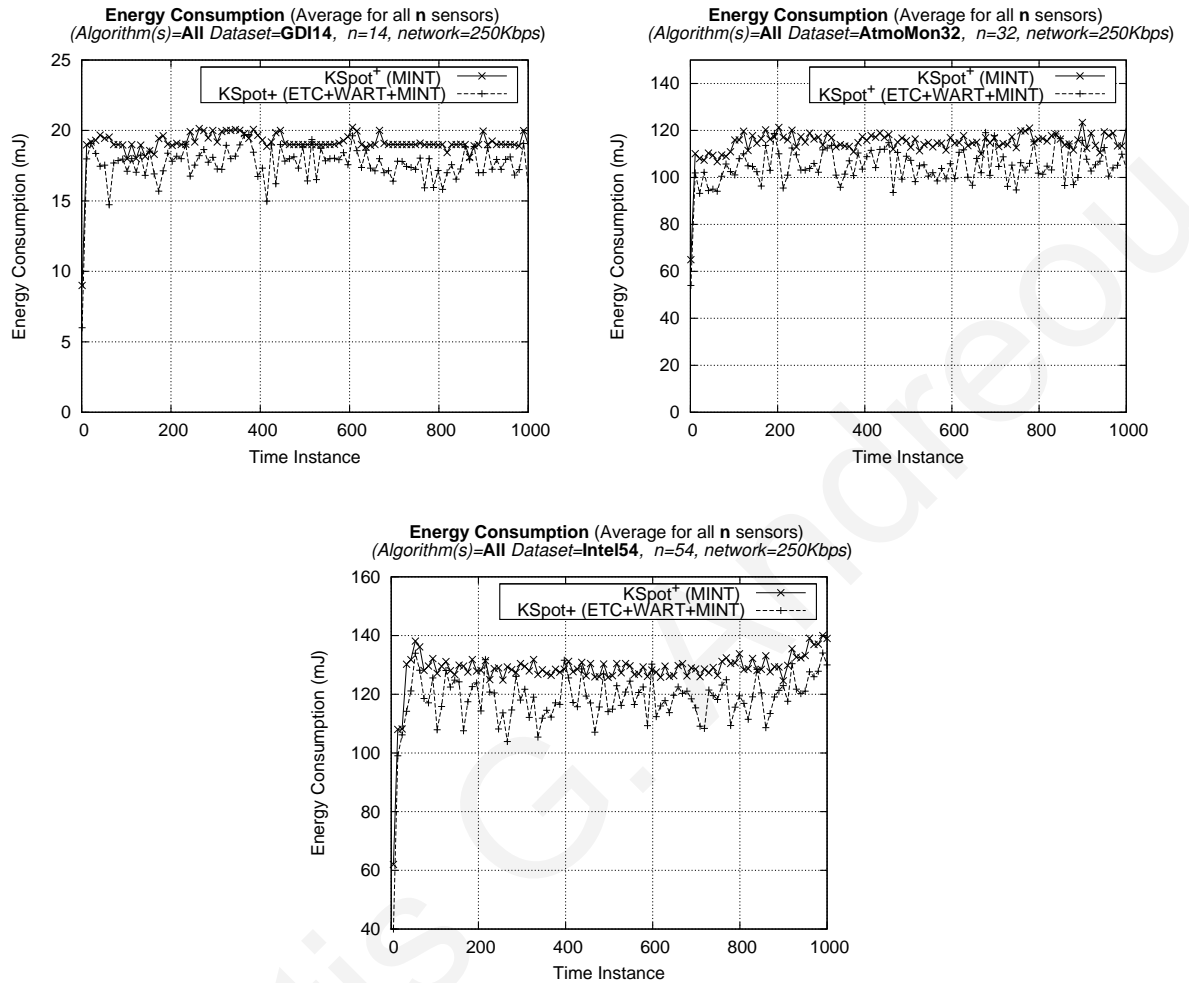 Energy Consumption (Average for all n sensors)
(Algorithm(s)=All Dataset=GDI14, n=14, network=250Kbps)
25
20
15
10
5
0
Energy Consumption (mJ)
KSpot+ (MINT)
KSpot+ (ETC+WART+MINT)
0 200 400 600 800 1000
Time Instance
Energy Consumption (Average for all n sensors)
(Algorithm(s)=All Dataset=AtmoMon32, n=32, network=250Kbps)
140
120
100
80
60
40
20
0
Energy Consumption (mJ)
KSpot+ (MINT)
KSpot+ (ETC+WART+MINT)
0 200 400 600 800 1000
Time Instance
Energy Consumption (Average for all n sensors)
(Algorithm(s)=All Dataset=Intel54, n=54, network=250Kbps)
160
140
120
100
80
60
40
Energy Consumption (mJ)
KSpot+ (MINT)
KSpot+ (ETC+WART+MINT)
0 200 400 600 800 1000
Time Instance
G. Andreou